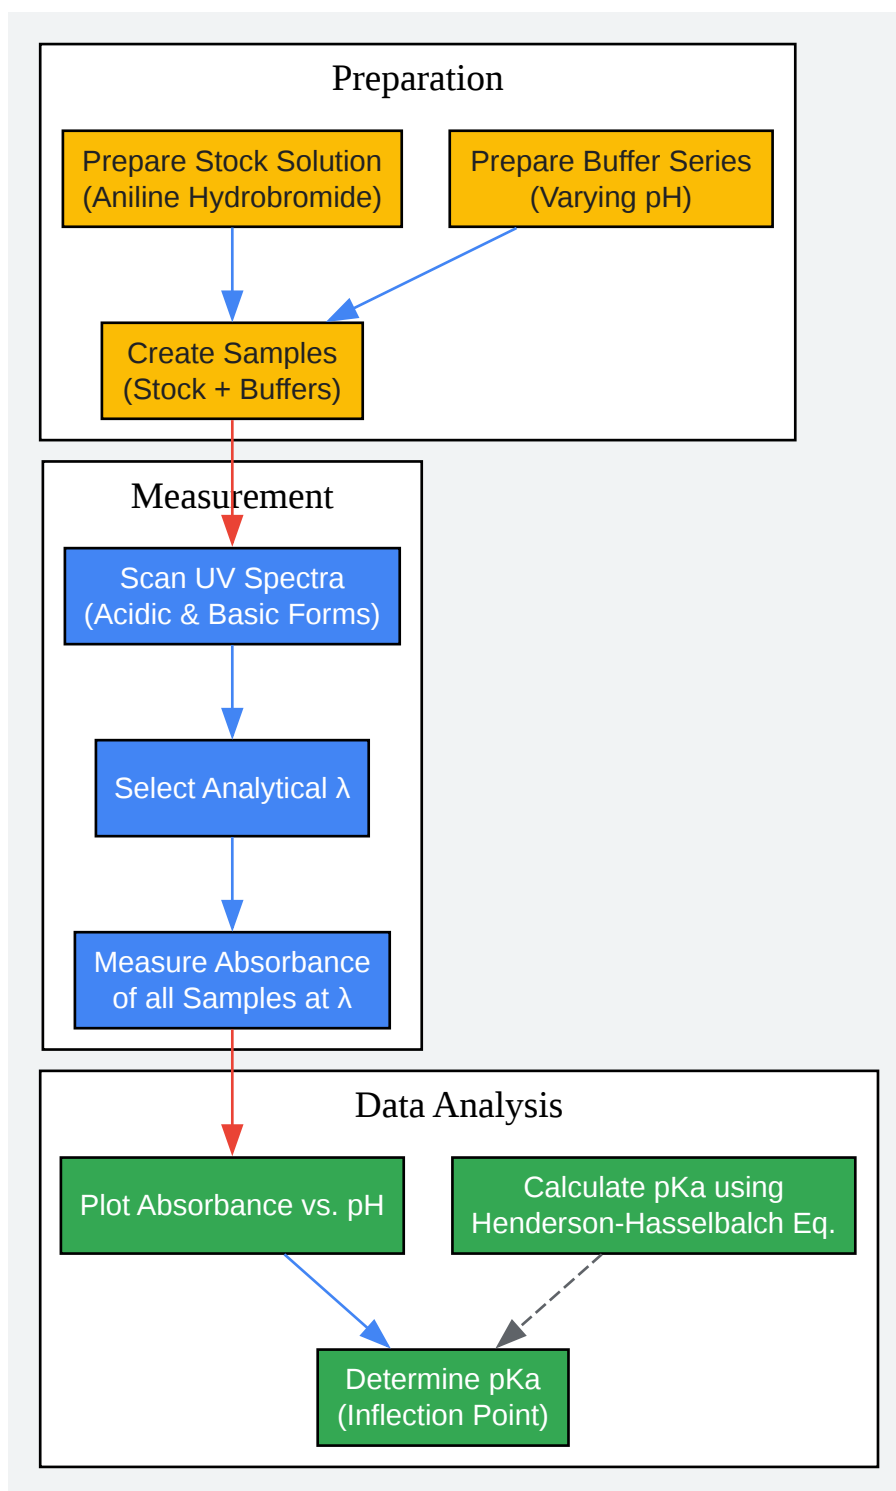 Preparation
Prepare Stock Solution
(Aniline Hydrobromide)
Prepare Buffer Series
(Varying pH)
Create Samples
(Stock + Buffers)
Measurement
Scan UV Spectra
(Acidic & Basic Forms)
Select Analytical λ
Measure Absorbance
of all Samples at λ
Data Analysis
Plot Absorbance vs. pH
Calculate pKa using
Henderson-Hasselbalch Eq.
Determine pKa
(Inflection Point)